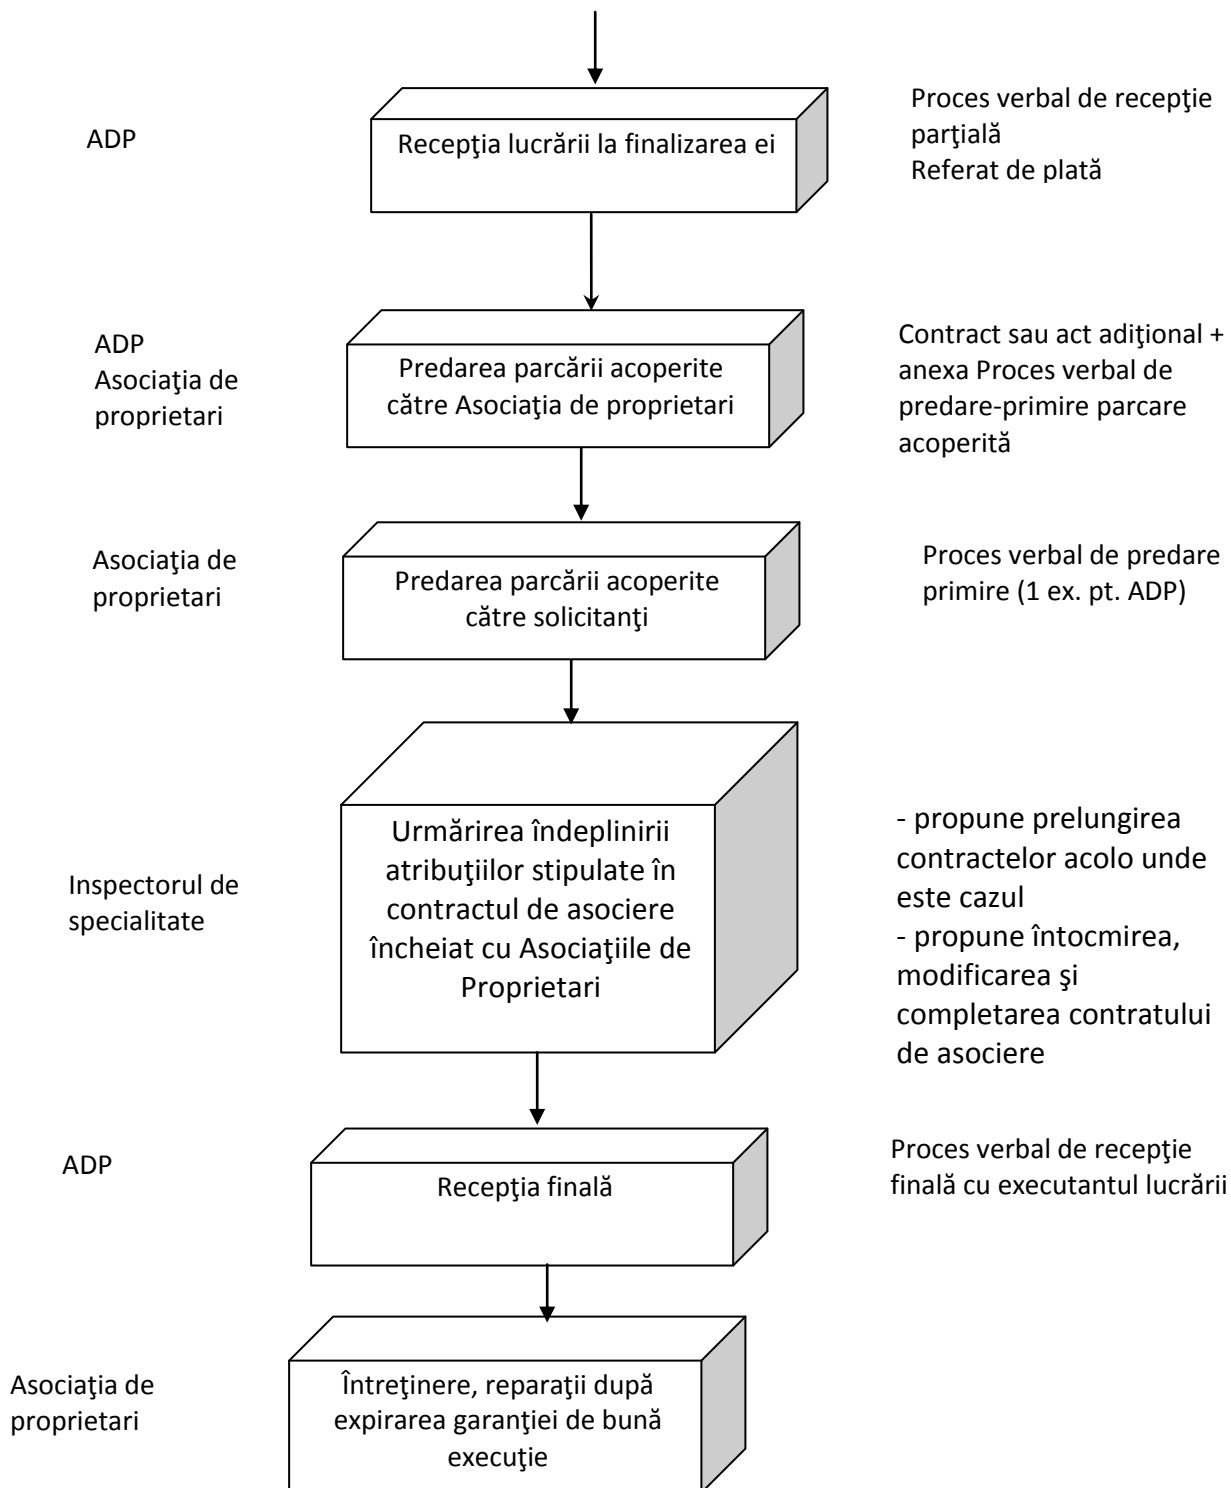 ADP
Recepţia lucrării la finalizarea ei
Proces verbal de recepţie
parţială
Referat de plată
ADP
Asociaţia de
proprietari
Predarea parcării acoperite
către Asociaţia de proprietari
Contract sau act adiţional +
anexa Proces verbal de
predare-primire parcare
acoperită
Asociaţia de
proprietari
Predarea parcării acoperite
către solicitanţi
Proces verbal de predare
primire (1 ex. pt. ADP)
Inspectorul de
specialitate
Urmărirea îndeplinirii
atribuţiilor stipulate în
contractul de asociere
încheiat cu Asociaţiile de
Proprietari
- propune prelungirea
contractelor acolo unde
este cazul
- propune întocmirea,
modificarea şi
completarea contratului
de asociere
ADP
Recepţia finală
Proces verbal de recepţie
finală cu executantul lucrării
Asociaţia de
proprietari
Întreţinere, reparaţii după
expirarea garanţiei de bună
execuţie